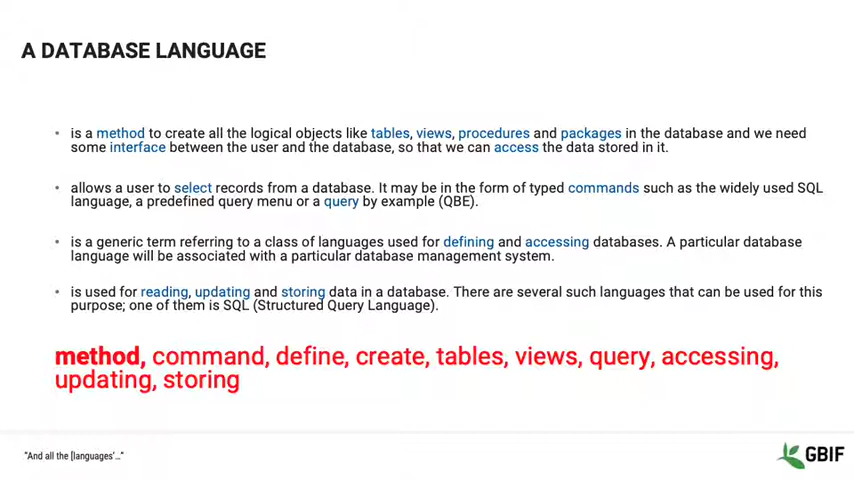 A DATABASE LANGUAGE
• is a method to create all the logical objects like tables, views, procedures and packages in the database and we need
some interface between the user and the database, so that we can access the data stored in it.
• allows a user to select records from a database. It may be in the form of typed commands such as the widely used SQL
language, a predefined query menu or a query by example (QBE).
• is a generic term referring to a class of languages used for defining and accessing databases. A particular database
language will be associated with a particular database management system.
• is used for reading, updating and storing data in a database. There are several such languages that can be used for this
purpose; one of them is SQL (Structured Query Language).
method, command, define, create, tables, views, query, accessing,
updating, storing
"And all the [languages'…"
GBIF